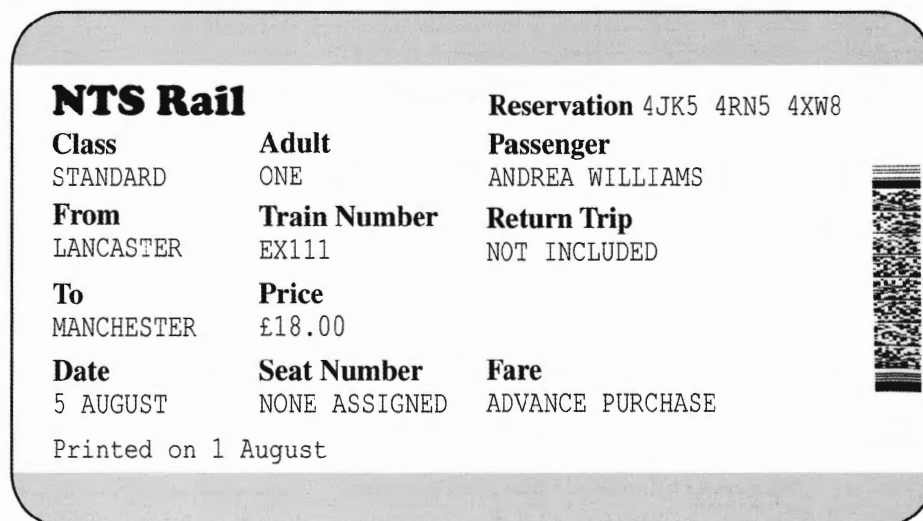 NTS Rail Reservation 4JK5 4RN5 4XW8
Class Adult Passenger
STANDARD ONE ANDREA WILLIAMS
From Train Number Return Trip
LANCASTER EX111 NOT INCLUDED
To Price
MANCHESTER £18.00
Date Seat Number Fare
5 AUGUST NONE ASSIGNED ADVANCE PURCHASE
Printed on 1 August